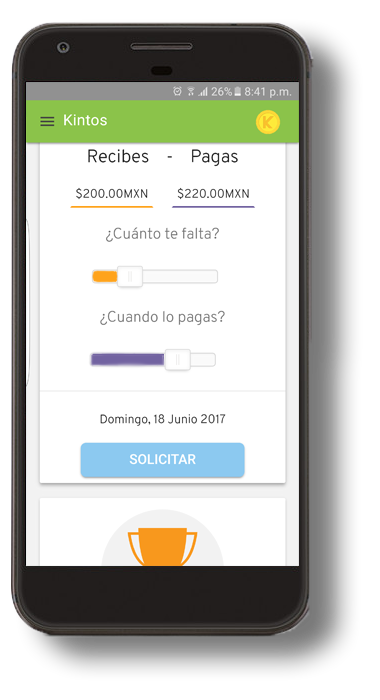 26% 8:41 p.m.
Kintos
K
Recibes - Pagas
$200.00MXN $220.00MXN
¿Cuánto te falta?
¿Cuando lo pagas?
Domingo, 18 Junio 2017
SOLICITAR